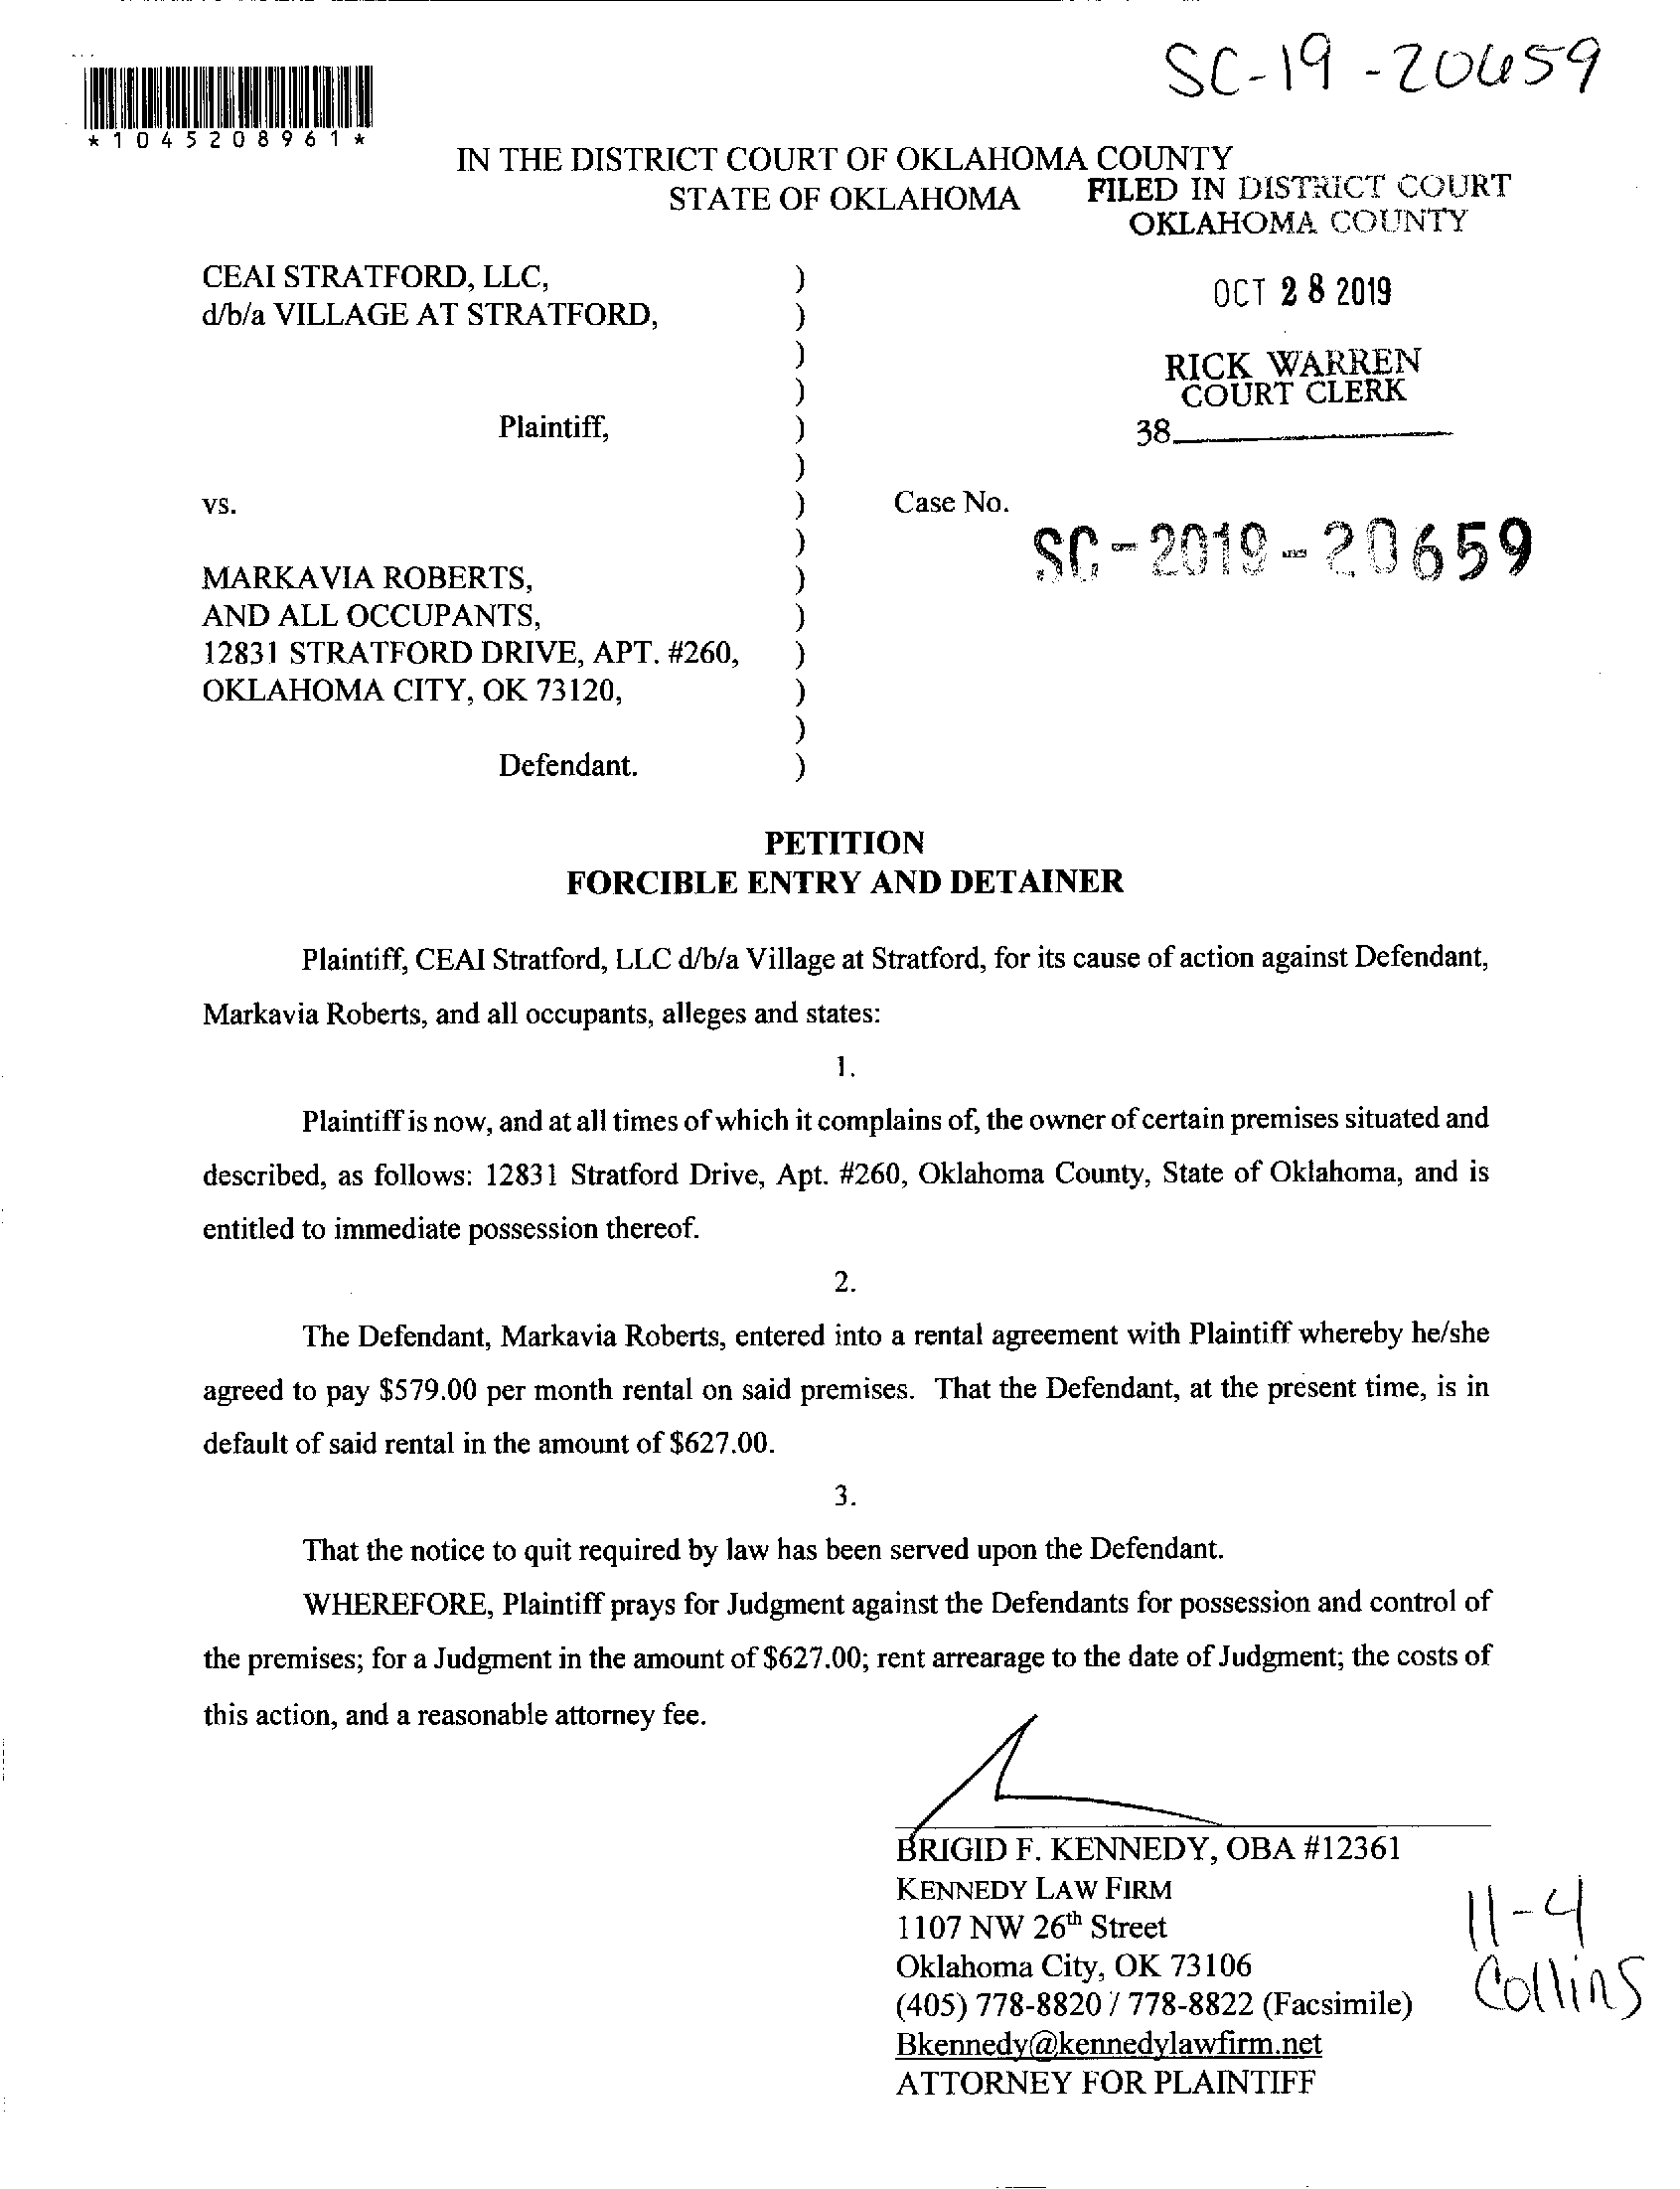 SC-19-20659
*1045208961*
IN THE DISTRICT COURT OF OKLAHOMA COUNTY
STATE OF OKLAHOMA
FILED IN DISTRICT COURT
OKLAHOMA COUNTY
OCT 28 2019
RICK WARREN
COURT CLERK
38
CEAI STRATFORD, LLC, )
d/b/a VILLAGE AT STRATFORD, )
)
)
Plaintiff, )
)
vs. ) Case No.
SC-2019-20659
)
MARKAVIA ROBERTS, )
AND ALL OCCUPANTS, )
12831 STRATFORD DRIVE, APT. #260, )
OKLAHOMA CITY, OK 73120, )
)
Defendant. )
PETITION
FORCIBLE ENTRY AND DETAINER
Plaintiff, CEAI Stratford, LLC d/b/a Village at Stratford, for its cause of action against Defendant,
Markavia Roberts, and all occupants, alleges and states:
1.
Plaintiff is now, and at all times of which it complains of, the owner of certain premises situated and
described, as follows: 12831 Stratford Drive, Apt. #260, Oklahoma County, State of Oklahoma, and is
entitled to immediate possession thereof.
2.
The Defendant, Markavia Roberts, entered into a rental agreement with Plaintiff whereby he/she
agreed to pay $579.00 per month rental on said premises. That the Defendant, at the present time, is in
default of said rental in the amount of $627.00.
3.
That the notice to quit required by law has been served upon the Defendant.
WHEREFORE, Plaintiff prays for Judgment against the Defendants for possession and control of
the premises; for a Judgment in the amount of $627.00; rent arrearage to the date of Judgment; the costs of
this action, and a reasonable attorney fee.
BRIGID F. KENNEDY, OBA #12361
KENNEDY LAW FIRM
1107 NW 26th Street
Oklahoma City, OK 73106
(405) 778-8820 / 778-8822 (Facsimile)
Bkennedy@kennedylawfirm.net
ATTORNEY FOR PLAINTIFF
11-4
Collins